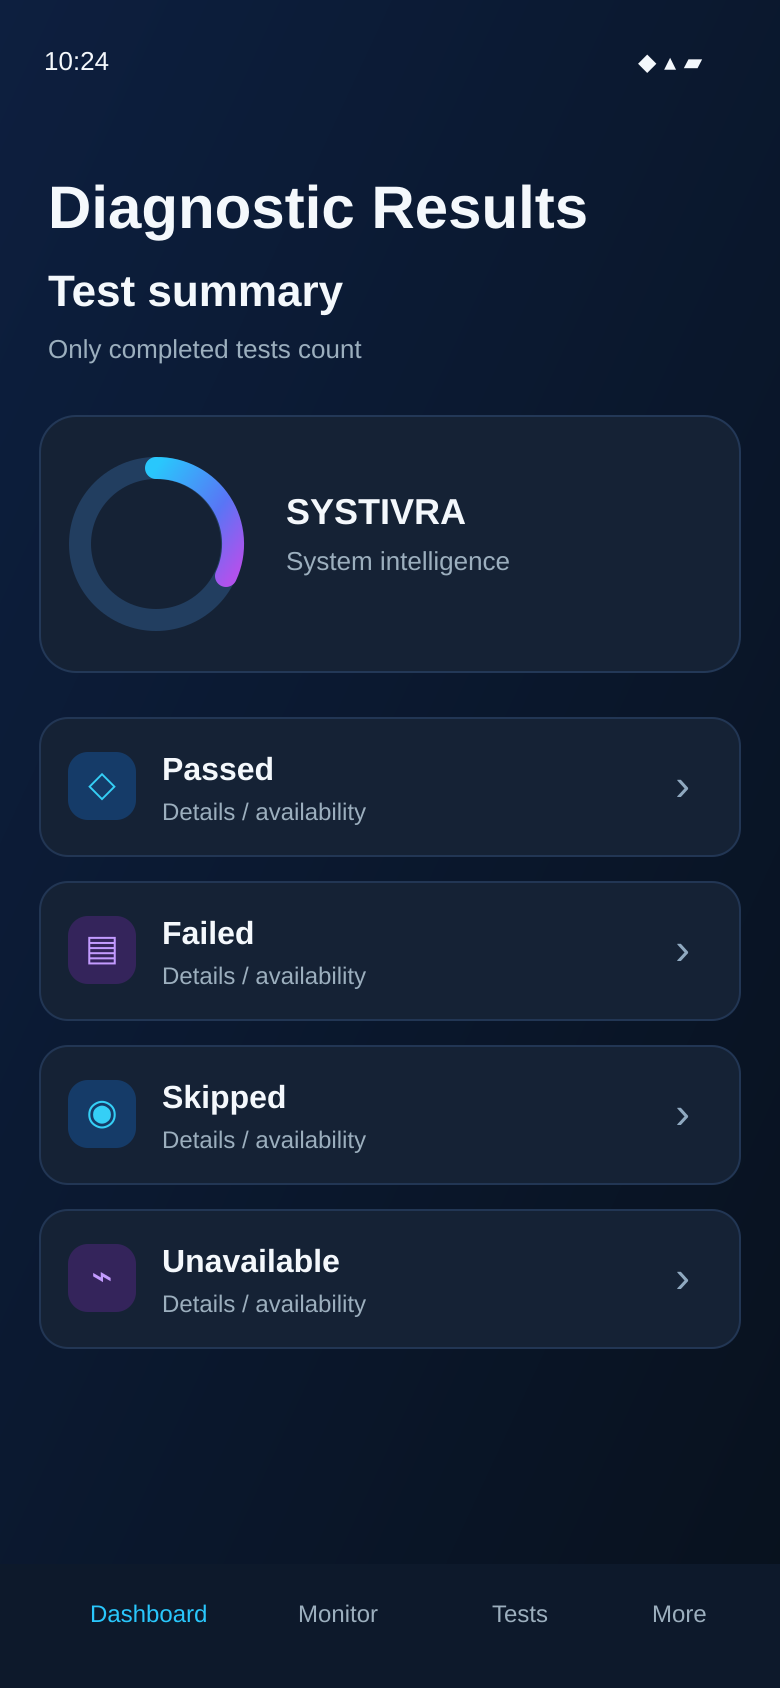 10:24
Diagnostic Results
Test summary
Only completed tests count
SYSTIVRA
System intelligence
Passed
Details / availability
Failed
Details / availability
Skipped
Details / availability
Unavailable
Details / availability
Dashboard Monitor Tests More